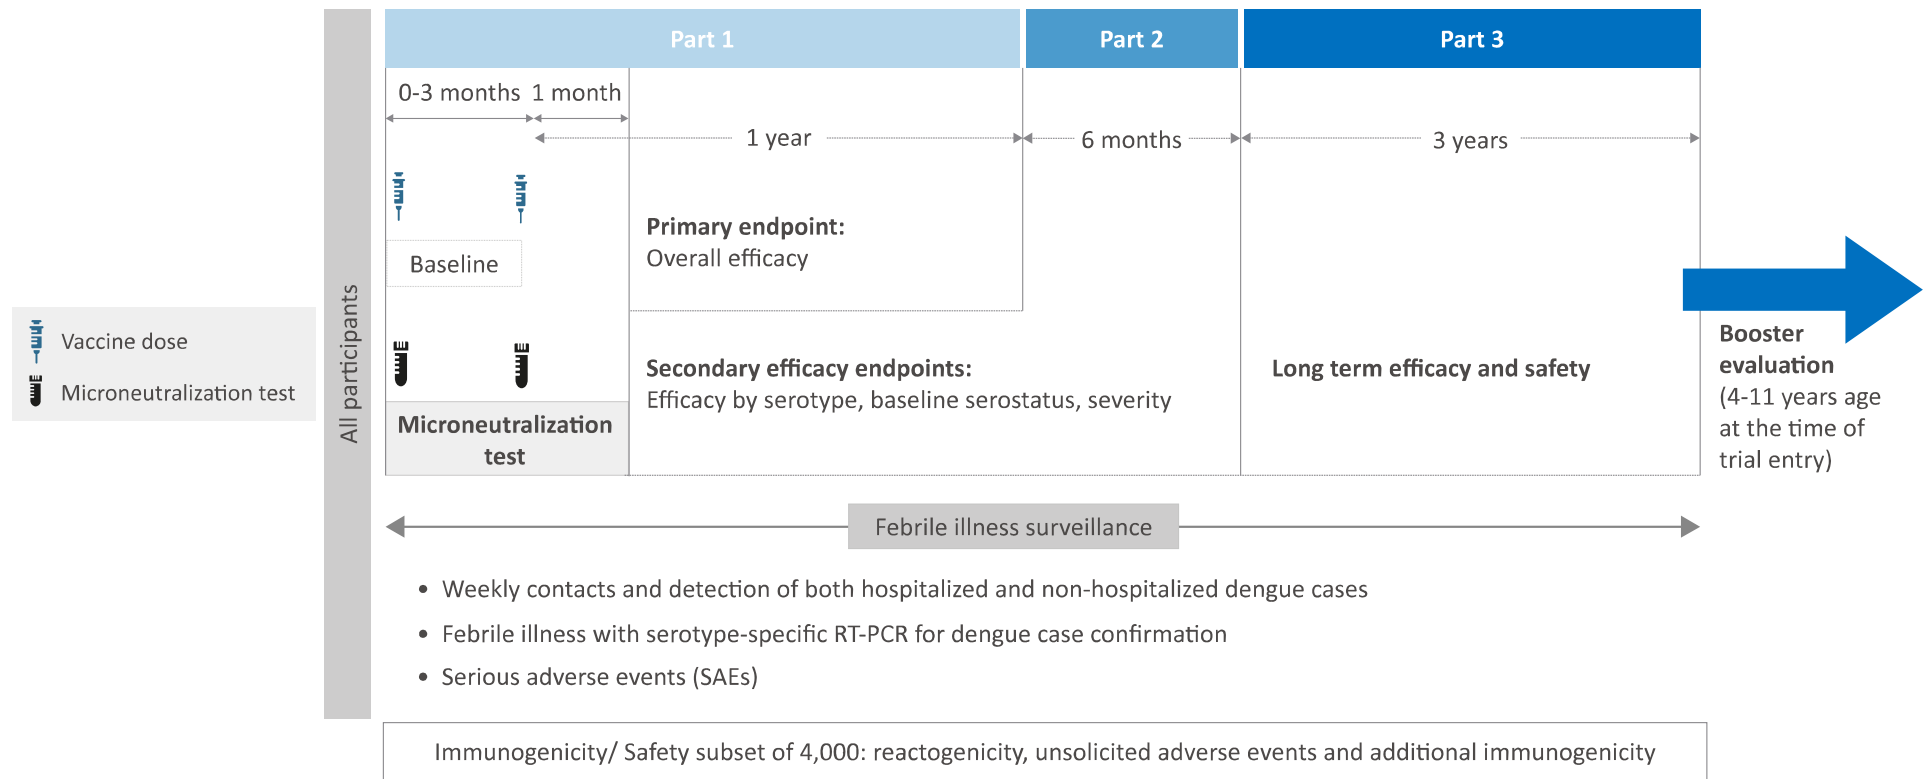 Part 1
Part 2
Part 3
0-3 months
1 month
1 year
6 months
3 years
Primary endpoint:
Overall efficacy
Baseline
Vaccine dose
Microneutralization test
All participants
Secondary efficacy endpoints:
Efficacy by serotype, baseline serostatus, severity
Microneutralization
test
Long term efficacy and safety
Booster
evaluation
(4-11 years age
at the time of
trial entry)
Febrile illness surveillance
• Weekly contacts and detection of both hospitalized and non-hospitalized dengue cases
• Febrile illness with serotype-specific RT-PCR for dengue case confirmation
• Serious adverse events (SAEs)
Immunogenicity/ Safety subset of 4,000: reactogenicity, unsolicited adverse events and additional immunogenicity